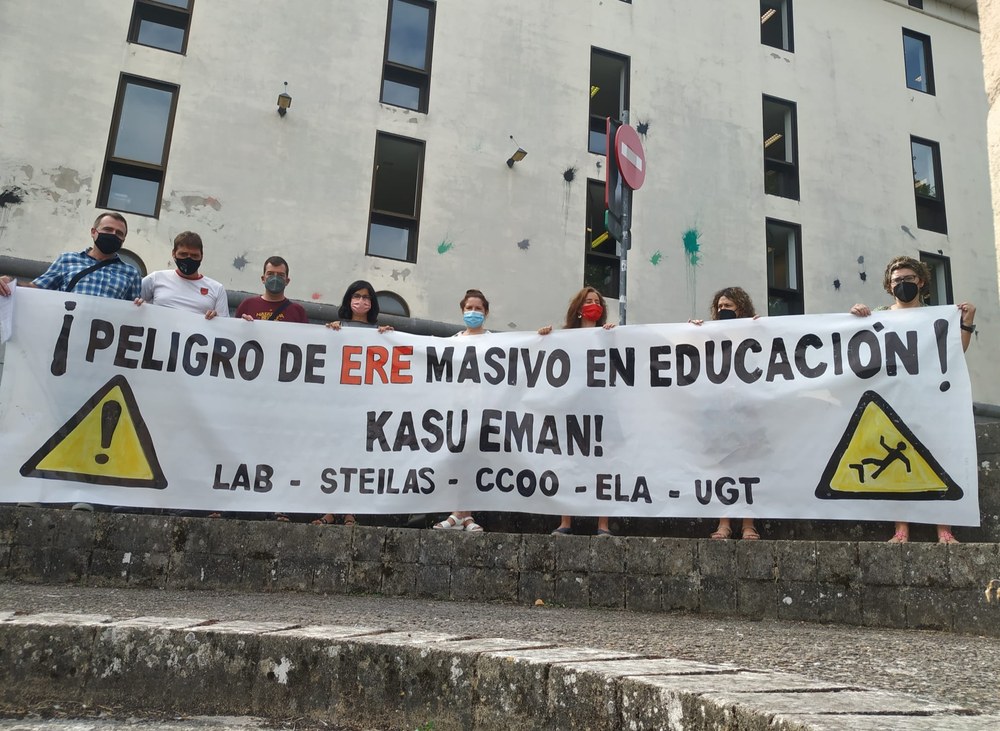 ¡PELIGRO DE ERE MASIVO EN EDUCACIÓN!
KASU EMAN!
LAB - STEILAS - CCOO - ELA - UGT